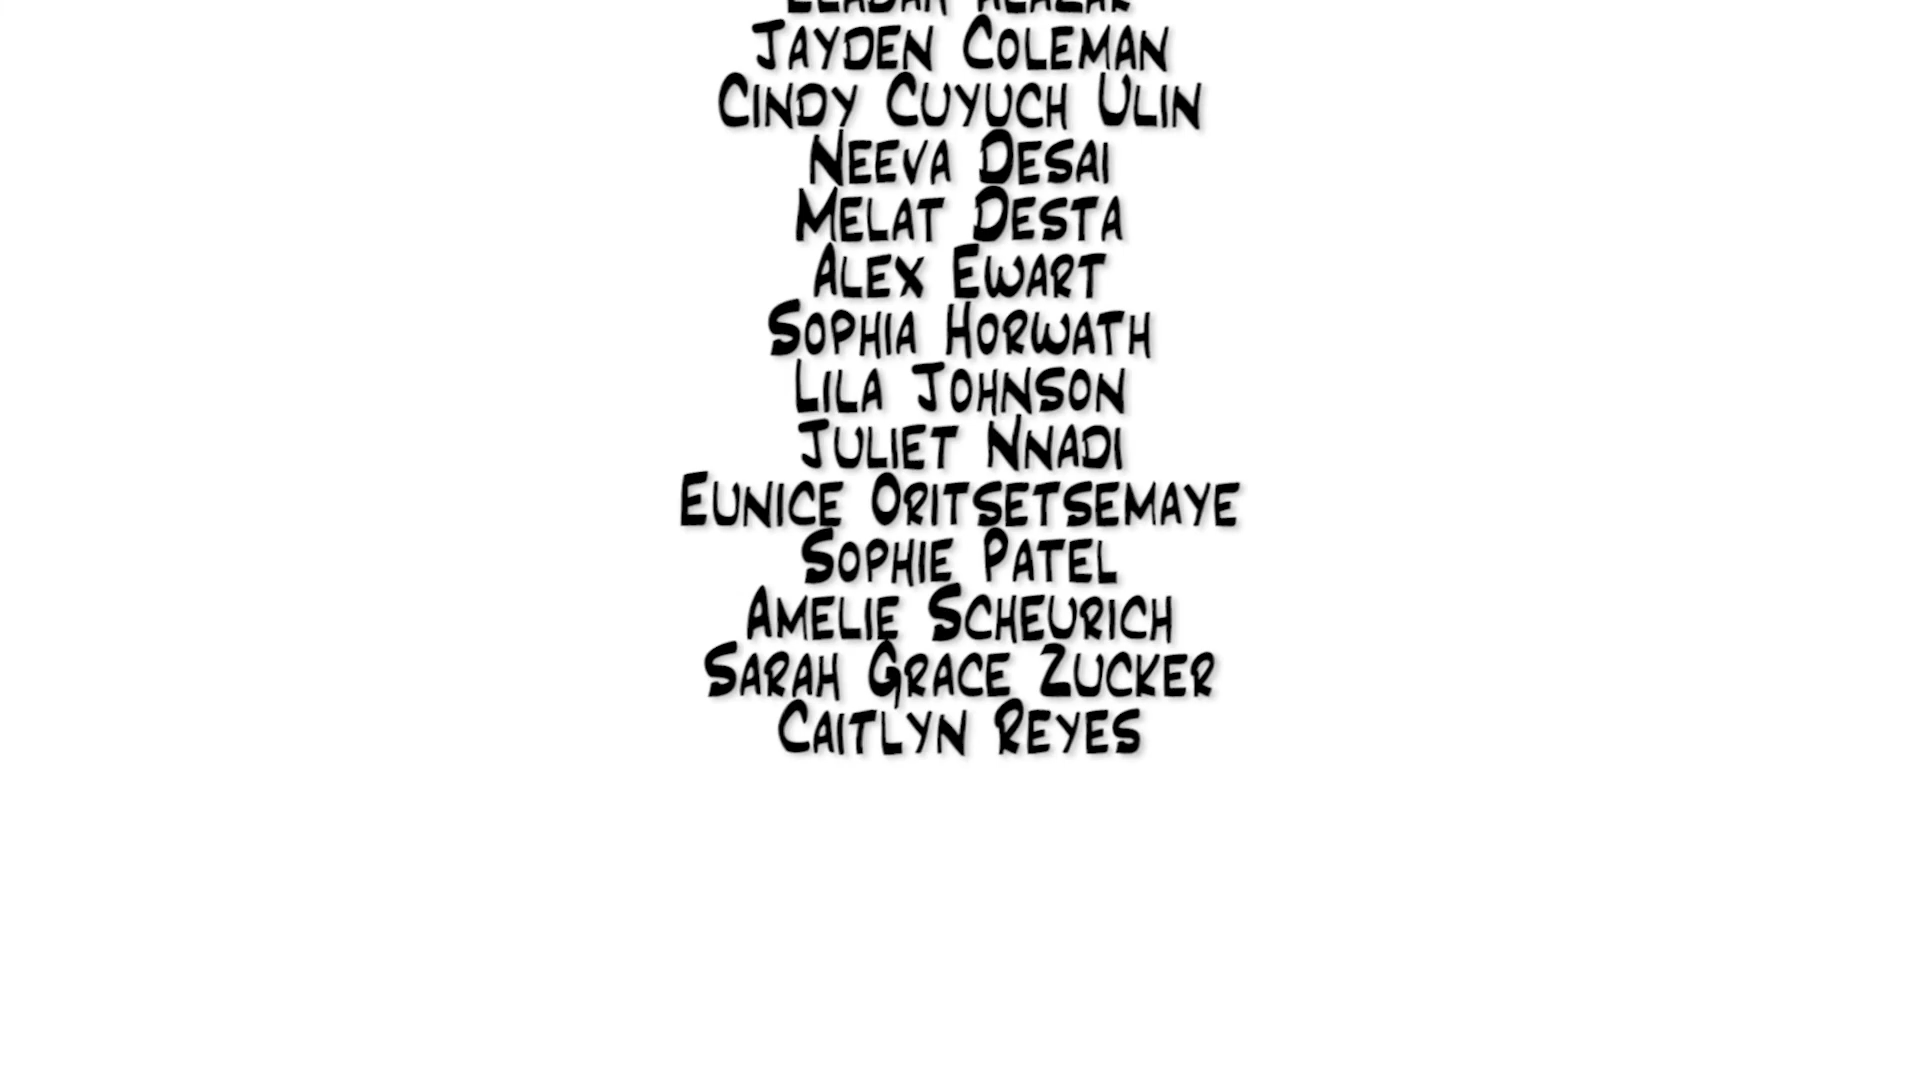 Jayden Coleman
Cindy Cuyuch Ulin
Neeva Desai
Melat Desta
Alex Ewart
Sophia Horwath
Lila Johnson
Juliet Nnadi
Eunice Oritsetsemaye
Sophie Patel
Amelie Scheurich
Sarah Grace Zucker
Caitlyn Reyes